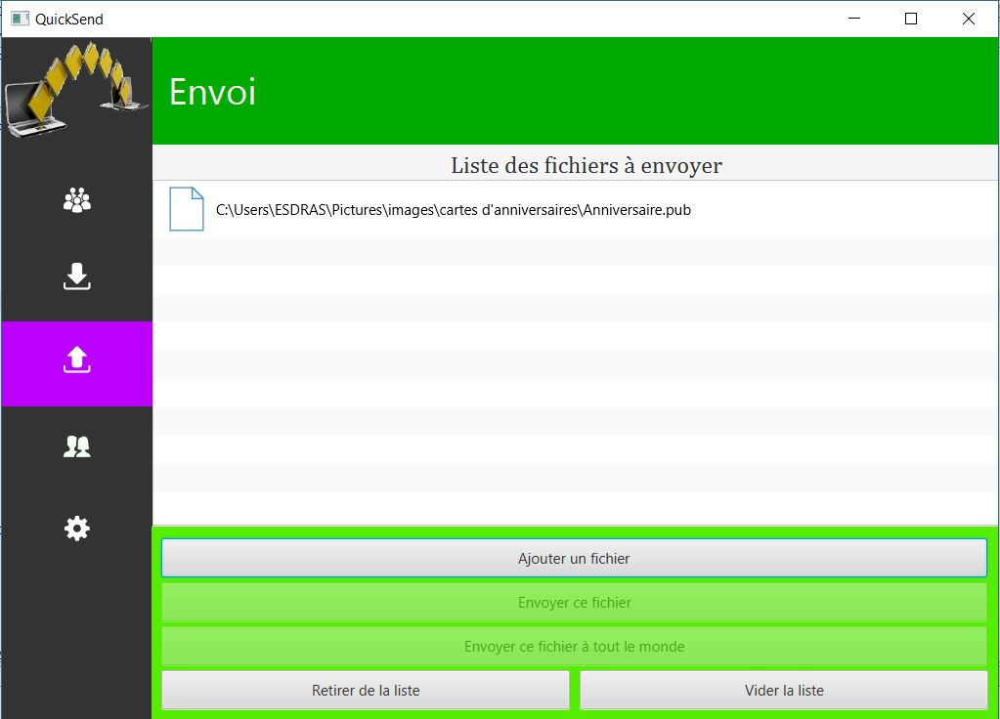 QuickSend
Envoi
Liste des fichiers à envoyer
C:\Users\ESDRAS\Pictures\images\cartes d'anniversaires\Anniversaire.pub
Ajouter un fichier
Envoyer ce fichier
Envoyer ce fichier à tout le monde
Retirer de la liste
Vider la liste